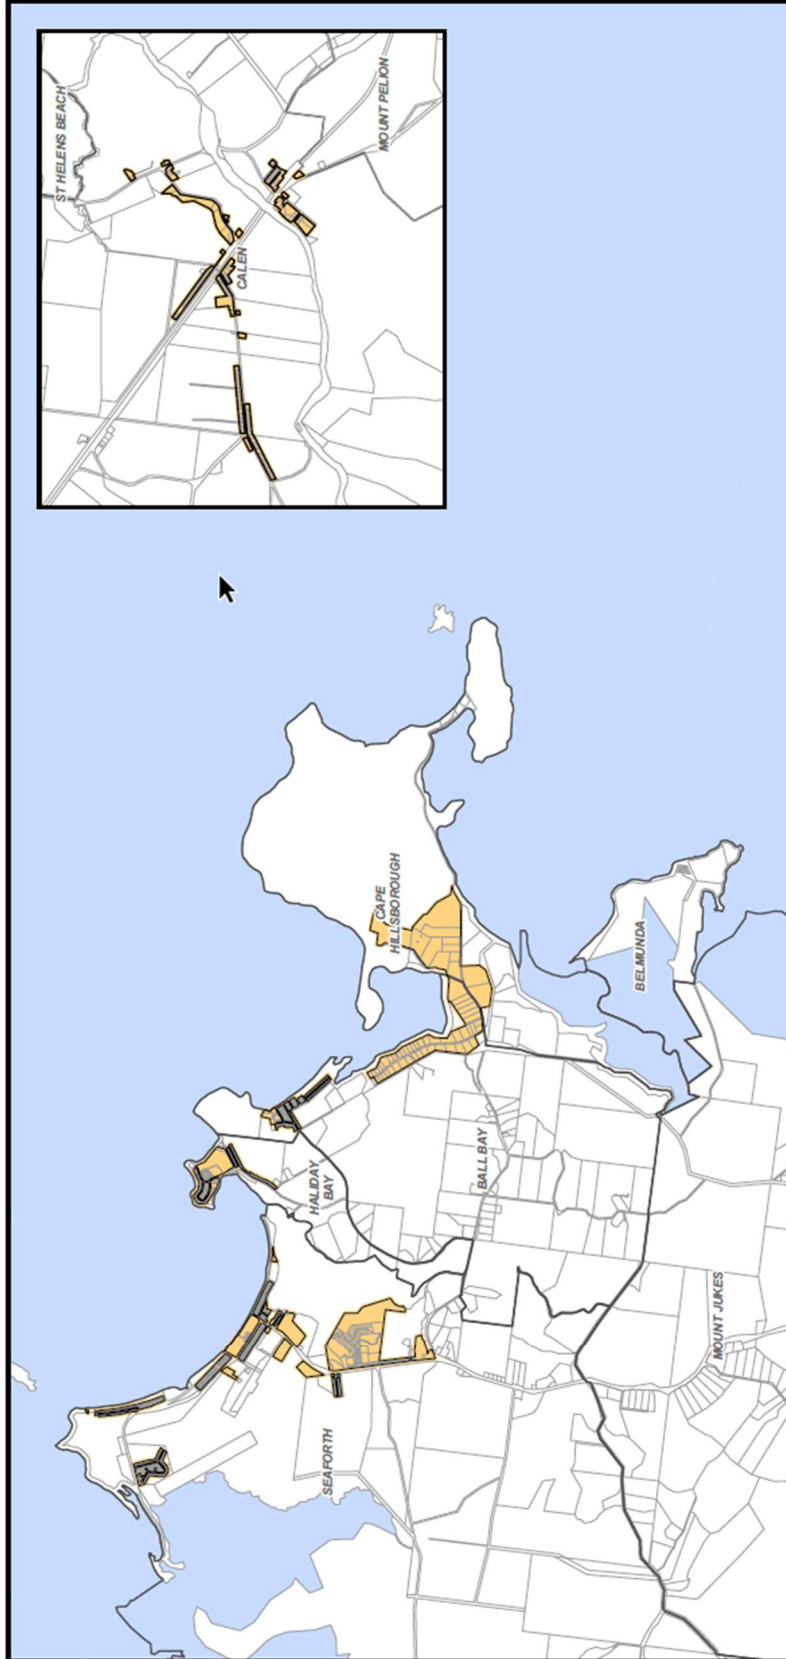 ST HELENS BEACH
MOUNT PELION
CALEN
CAPE
HILLSBOROUGH
BELMUNDA
HALIDAY
BAY
BALL BAY
MOUNT JUKES
SEAFORTH